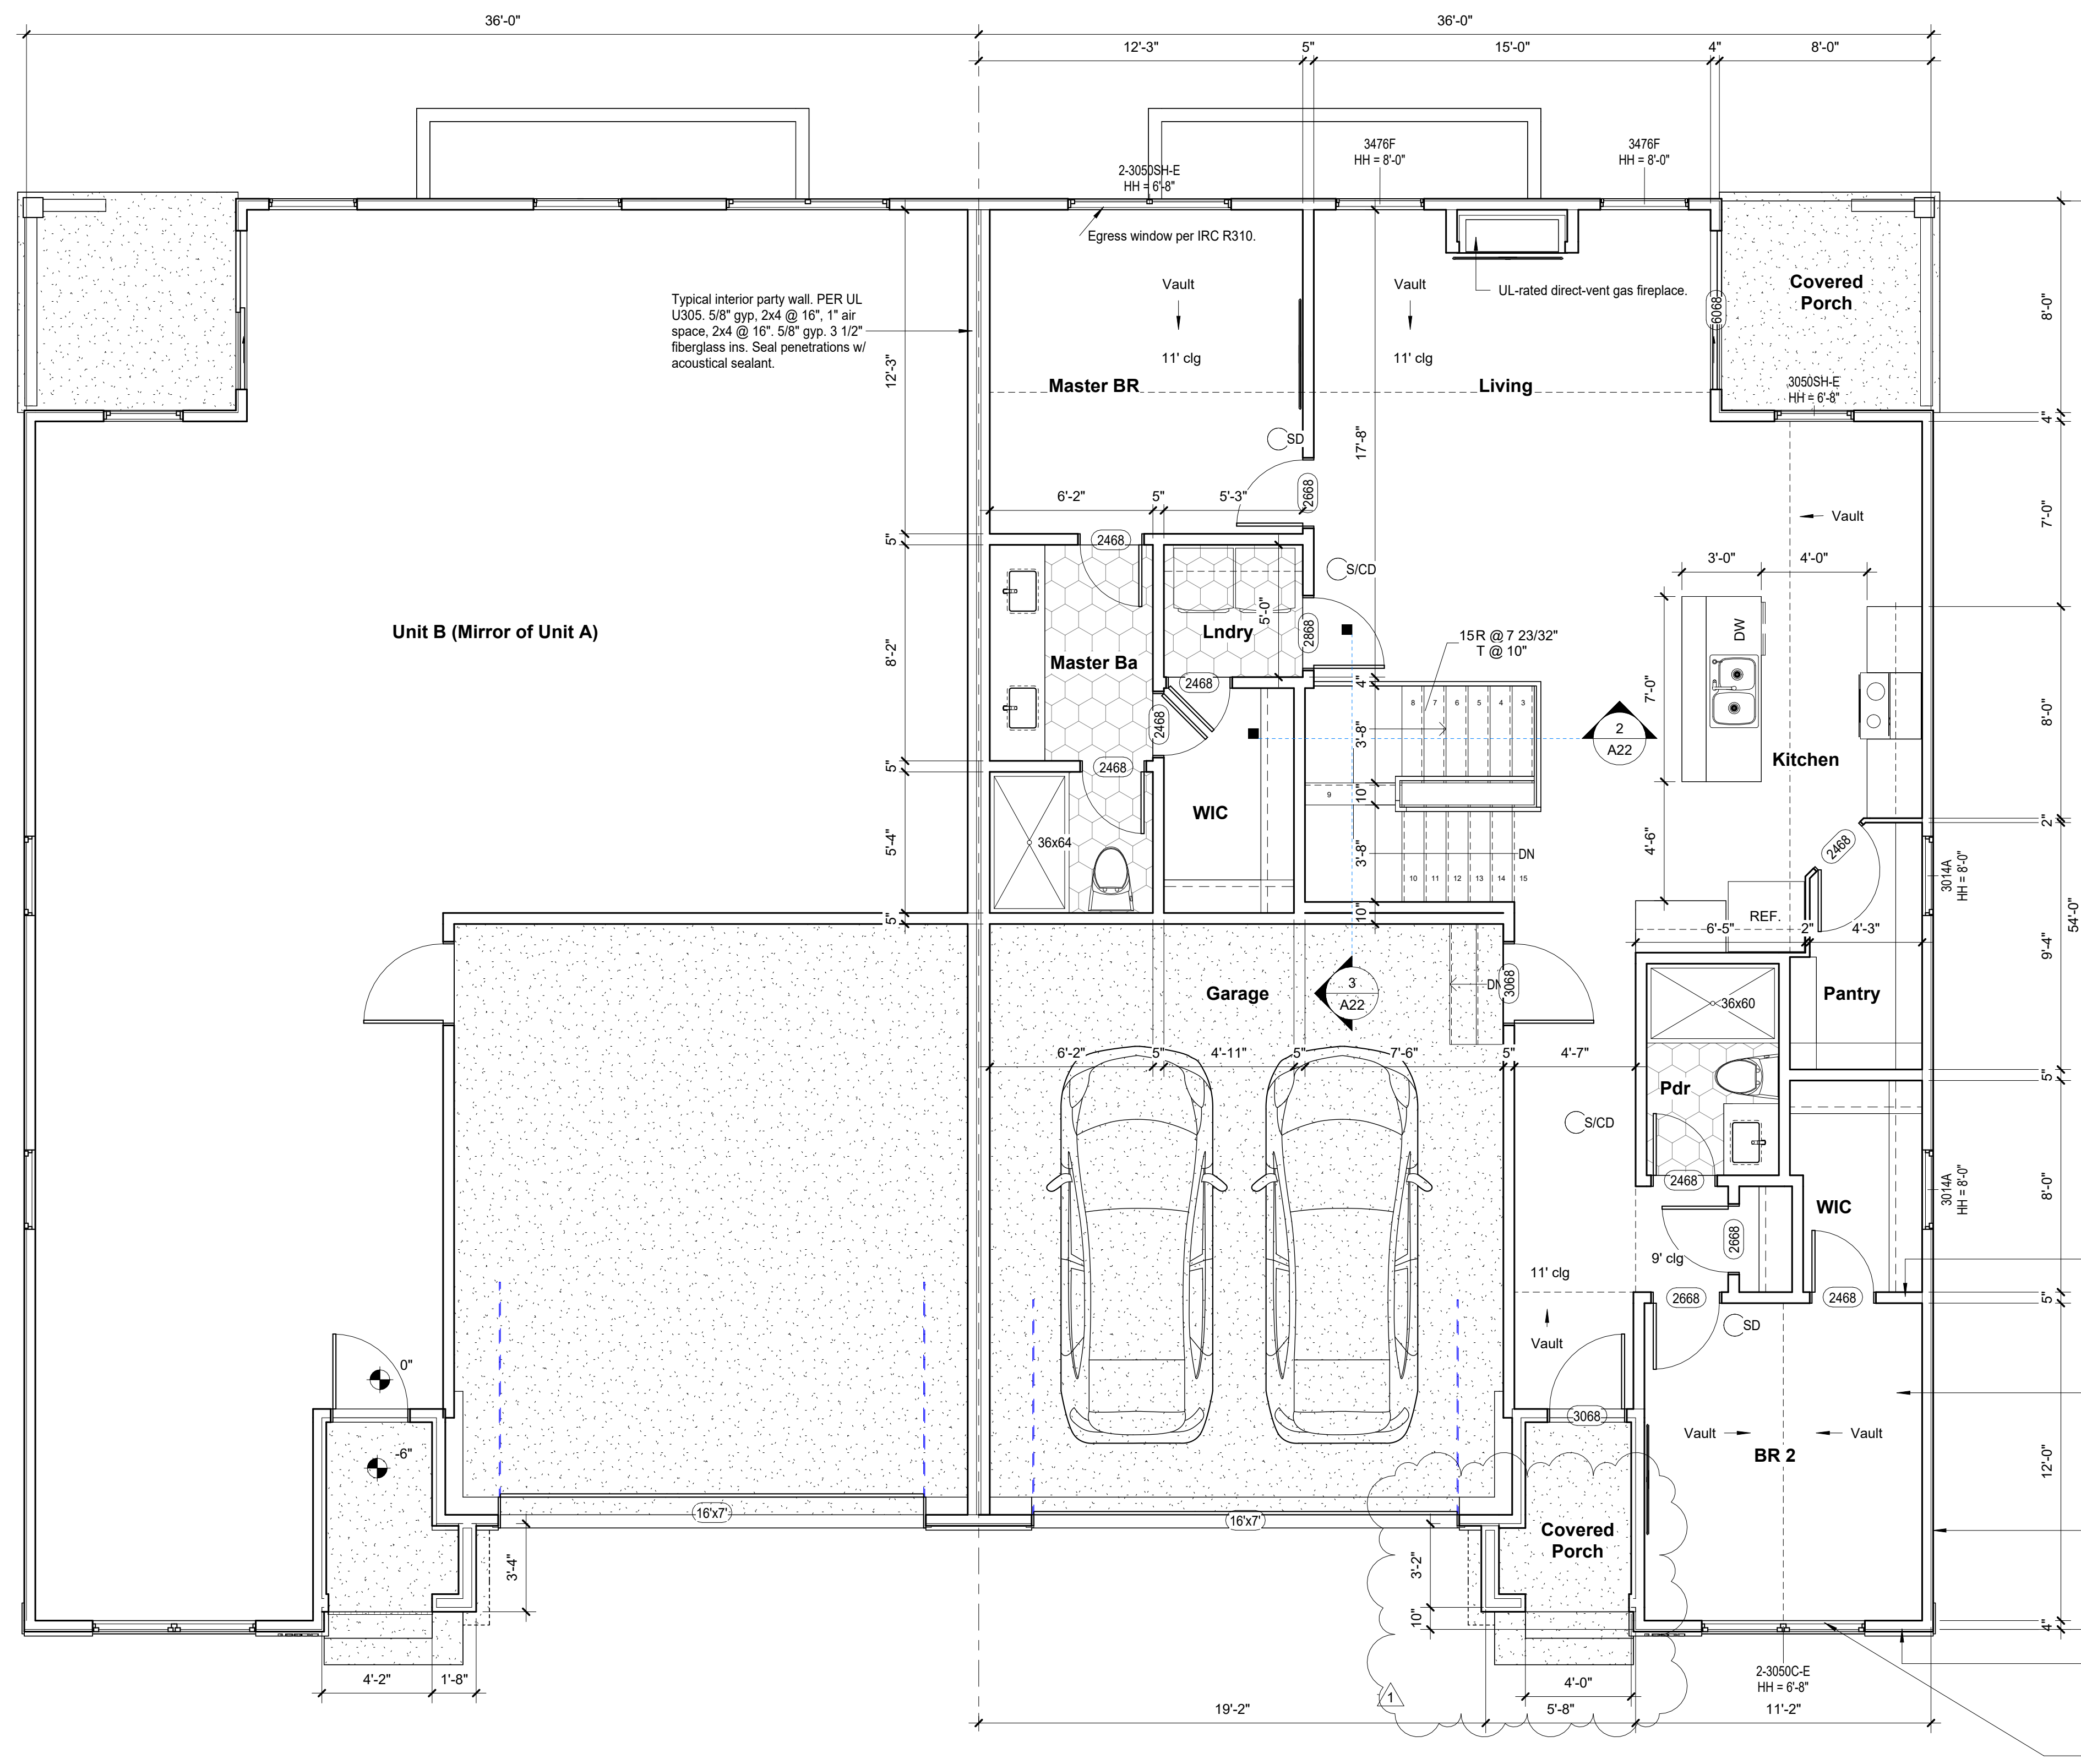 36'-0"
36'-0"
12'-3"
5"
15'-0"
4"
8'-0"
3476F
HH = 8'-0"
3476F
HH = 8'-0"
2-3050SH-E
HH = 6'-8"
Egress window per IRC R310.
Vault
11' clg
Vault
11' clg
UL-rated direct-vent gas fireplace.
Covered
Porch
6068
8'-0"
Typical interior party wall. PER UL
U305. 5/8" gyp, 2x4 @ 16", 1" air
space, 2x4 @ 16". 5/8" gyp. 3 1/2"
fiberglass ins. Seal penetrations w/
acoustical sealant.
12'-3"
Master BR
Living
3050SH-E
HH = 6'-8"
4"
SD
17'-8"
2668
6'-2"
5"
5'-3"
Vault
7'-0"
5"
2468
S/CD
3'-0"
4'-0"
Unit B (Mirror of Unit A)
8'-2"
Master Ba
Lndry
5'-0"
2868
15R @ 7 23/32"
T @ 10"
DW
7'-0"
2468
4"
2468
8
7
6
5
4
3
3'-8"
2
A22
Kitchen
8'-0"
5"
2468
10"
9
WIC
5'-4"
36x64
3'-8"
DN
10
11
12
13
14
15
4'-6"
2468
2"
3014A
HH = 8'-0"
54'-0"
5"
10"
REF.
6'-5"
2"
4'-3"
9'-4"
Garage
3
A22
DN
3068
36x60
Pantry
6'-2"
5"
4'-11"
5"
7'-6"
5"
4'-7"
5"
Pdr
S/CD
2468
WIC
3014A
HH = 8'-0"
8'-0"
2668
9' clg
11' clg
2668
2468
5"
SD
Vault
0"
-6"
3068
Vault
Vault
BR 2
12'-0"
16'x7'
16'x7'
Covered
Porch
3'-4"
3'-2"
10"
4"
4'-2"
1'-8"
1
4'-0"
2-3050C-E
HH = 6'-8"
19'-2"
5'-8"
11'-2"